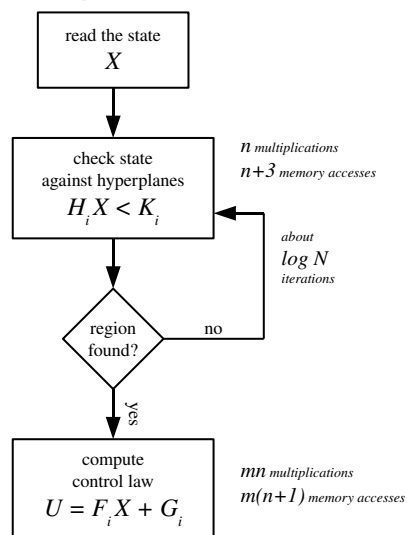 read the state
X
check state
against hyperplanes
H_i X < K_i
n multiplications
n+3 memory accesses
about
log N
iterations
region
found?
no
yes
compute
control law
U = F_i X + G_i
mn multiplications
m(n+1) memory accesses